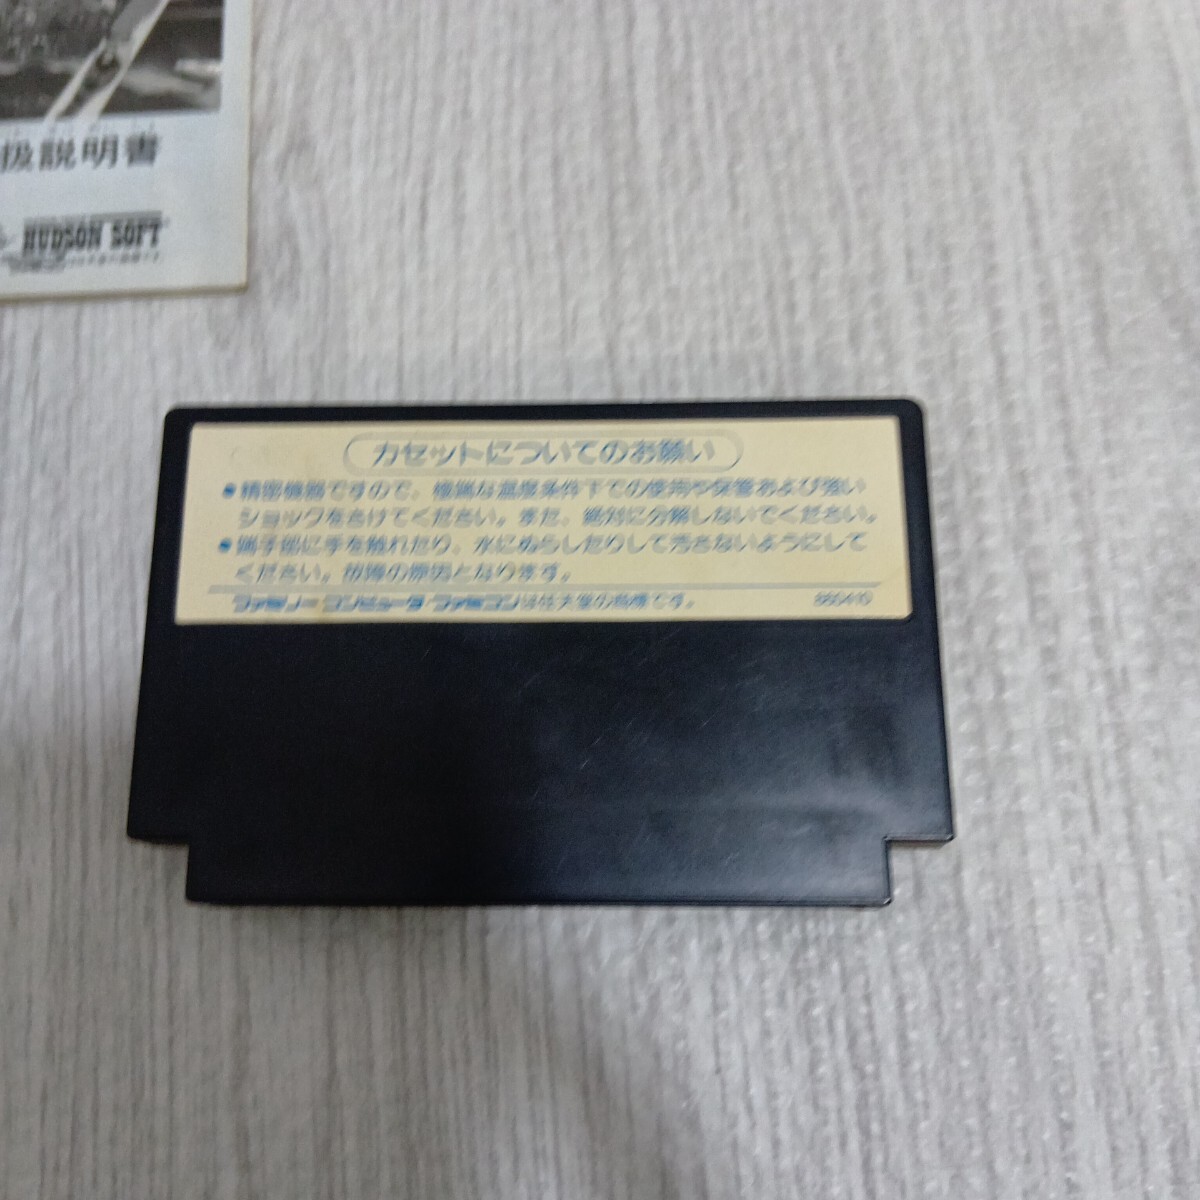 扱説明書
HUDSON SOFT
カセットについてのお願い
●精密機器ですので、極端な温度条件下での使用や保管および強い
ショックをさけてください。また、絶対に分解しないでください。
●端子部に手を触れたり、水にぬらしたりして汚さないようにして
ください。故障の原因となります。
ファミリーコンピュータ・ファミコンは任天堂の商標です。